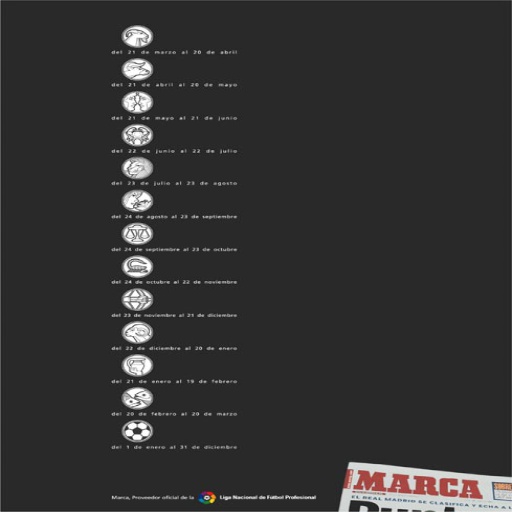 del 21 de marzo al 20 de abril
del 21 de abril al 20 de mayo
del 21 de mayo al 21 de junio
del 22 de junio al 22 de julio
del 23 de julio al 23 de agosto
del 24 de agosto al 23 de septiembre
del 24 de septiembre al 23 de octubre
del 24 de octubre al 22 de noviembre
del 23 de noviembre al 21 de diciembre
del 22 de diciembre al 20 de enero
del 21 de enero al 19 de febrero
del 20 de febrero al 20 de marzo
del 1 de enero al 31 de diciembre
Marca, Proveedor oficial de la Liga Nacional de Fútbol Profesional
MARCA
EL REAL MADRID SE CLASIFICA Y ECHA A